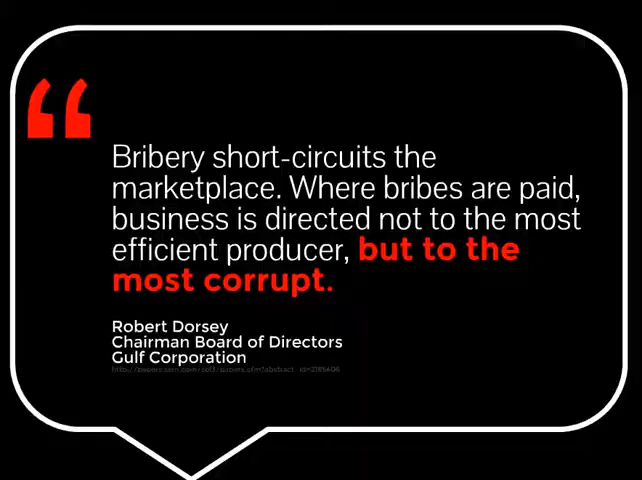 “
Bribery short-circuits the
marketplace. Where bribes are paid,
business is directed not to the most
efficient producer, but to the
most corrupt.
Robert Dorsey
Chairman Board of Directors
Gulf Corporation